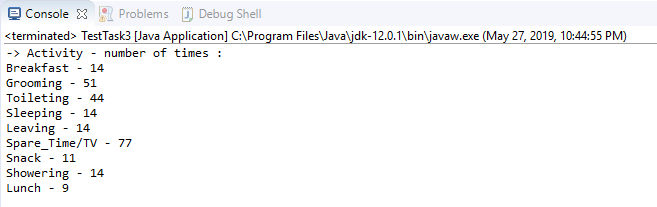 Console Problems Debug Shell
<terminated> TestTask3 [Java Application] C:\Program Files\Java\jdk-12.0.1\bin\javaw.exe (May 27, 2019, 10:44:55 PM)
-> Activity - number of times :
Breakfast - 14
Grooming - 51
Toileting - 44
Sleeping - 14
Leaving - 14
Spare_Time/TV - 77
Snack - 11
Showering - 14
Lunch - 9